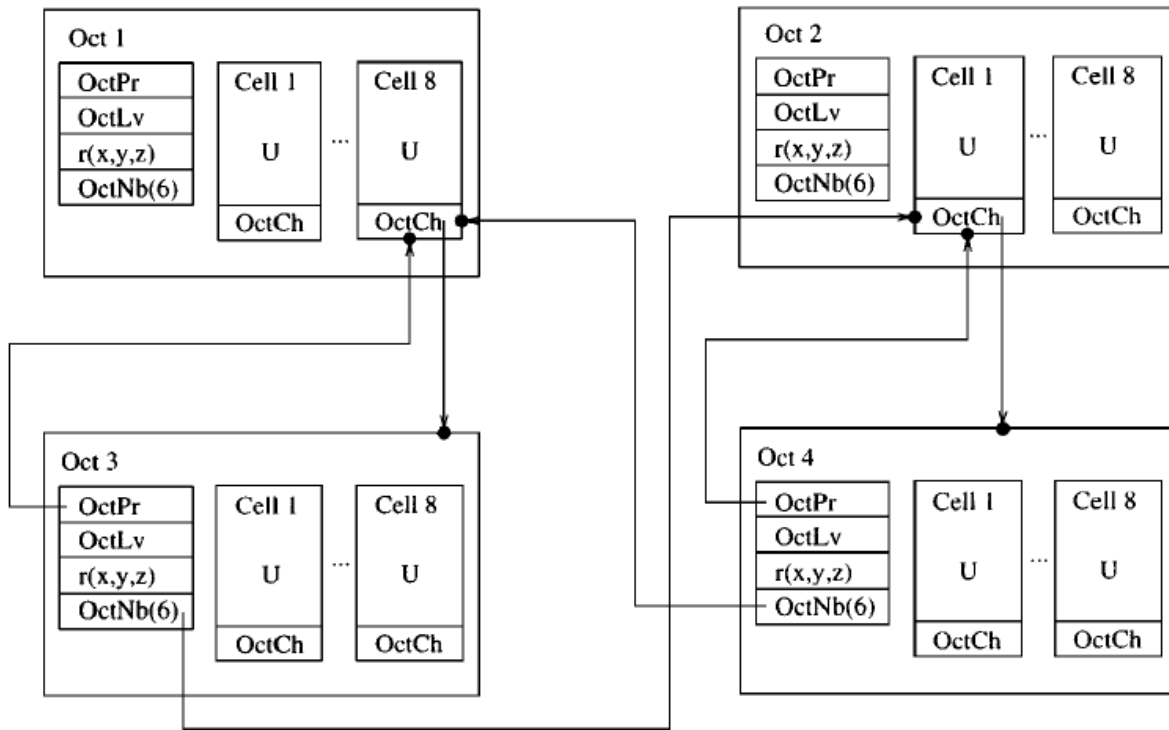 Oct 1
OctPr
OctLv
r(x,y,z)
OctNb(6)
Cell 1
U
OctCh
...
Cell 8
U
OctCh
Oct 2
OctPr
OctLv
r(x,y,z)
OctNb(6)
Cell 1
U
OctCh
...
Cell 8
U
OctCh
Oct 3
OctPr
OctLv
r(x,y,z)
OctNb(6)
Cell 1
U
OctCh
...
Cell 8
U
OctCh
Oct 4
OctPr
OctLv
r(x,y,z)
OctNb(6)
Cell 1
U
OctCh
...
Cell 8
U
OctCh